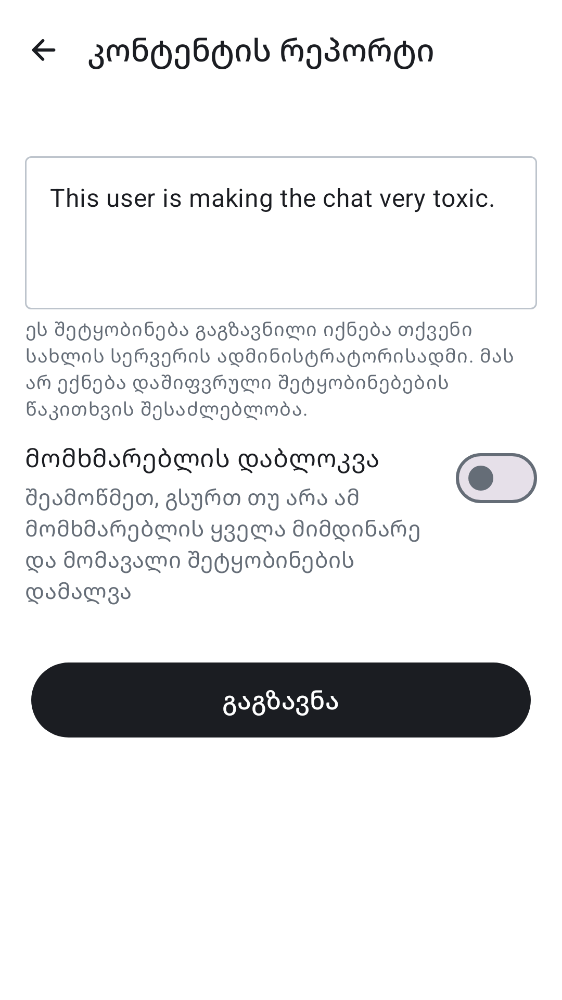 კონტენტის რეპორტი
This user is making the chat very toxic.
ეს შეტყობინება გაგზავნილი იქნება თქვენი
სახლის სერვერის ადმინისტრატორისადმი. მას
არ ექნება დაშიფვრული შეტყობინებების
წაკითხვის შესაძლებლობა.
მომხმარებლის დაბლოკვა
შეამოწმეთ, გსურთ თუ არა ამ
მომხმარებლის ყველა მიმდინარე
და მომავალი შეტყობინების
დამალვა
გაგზავნა